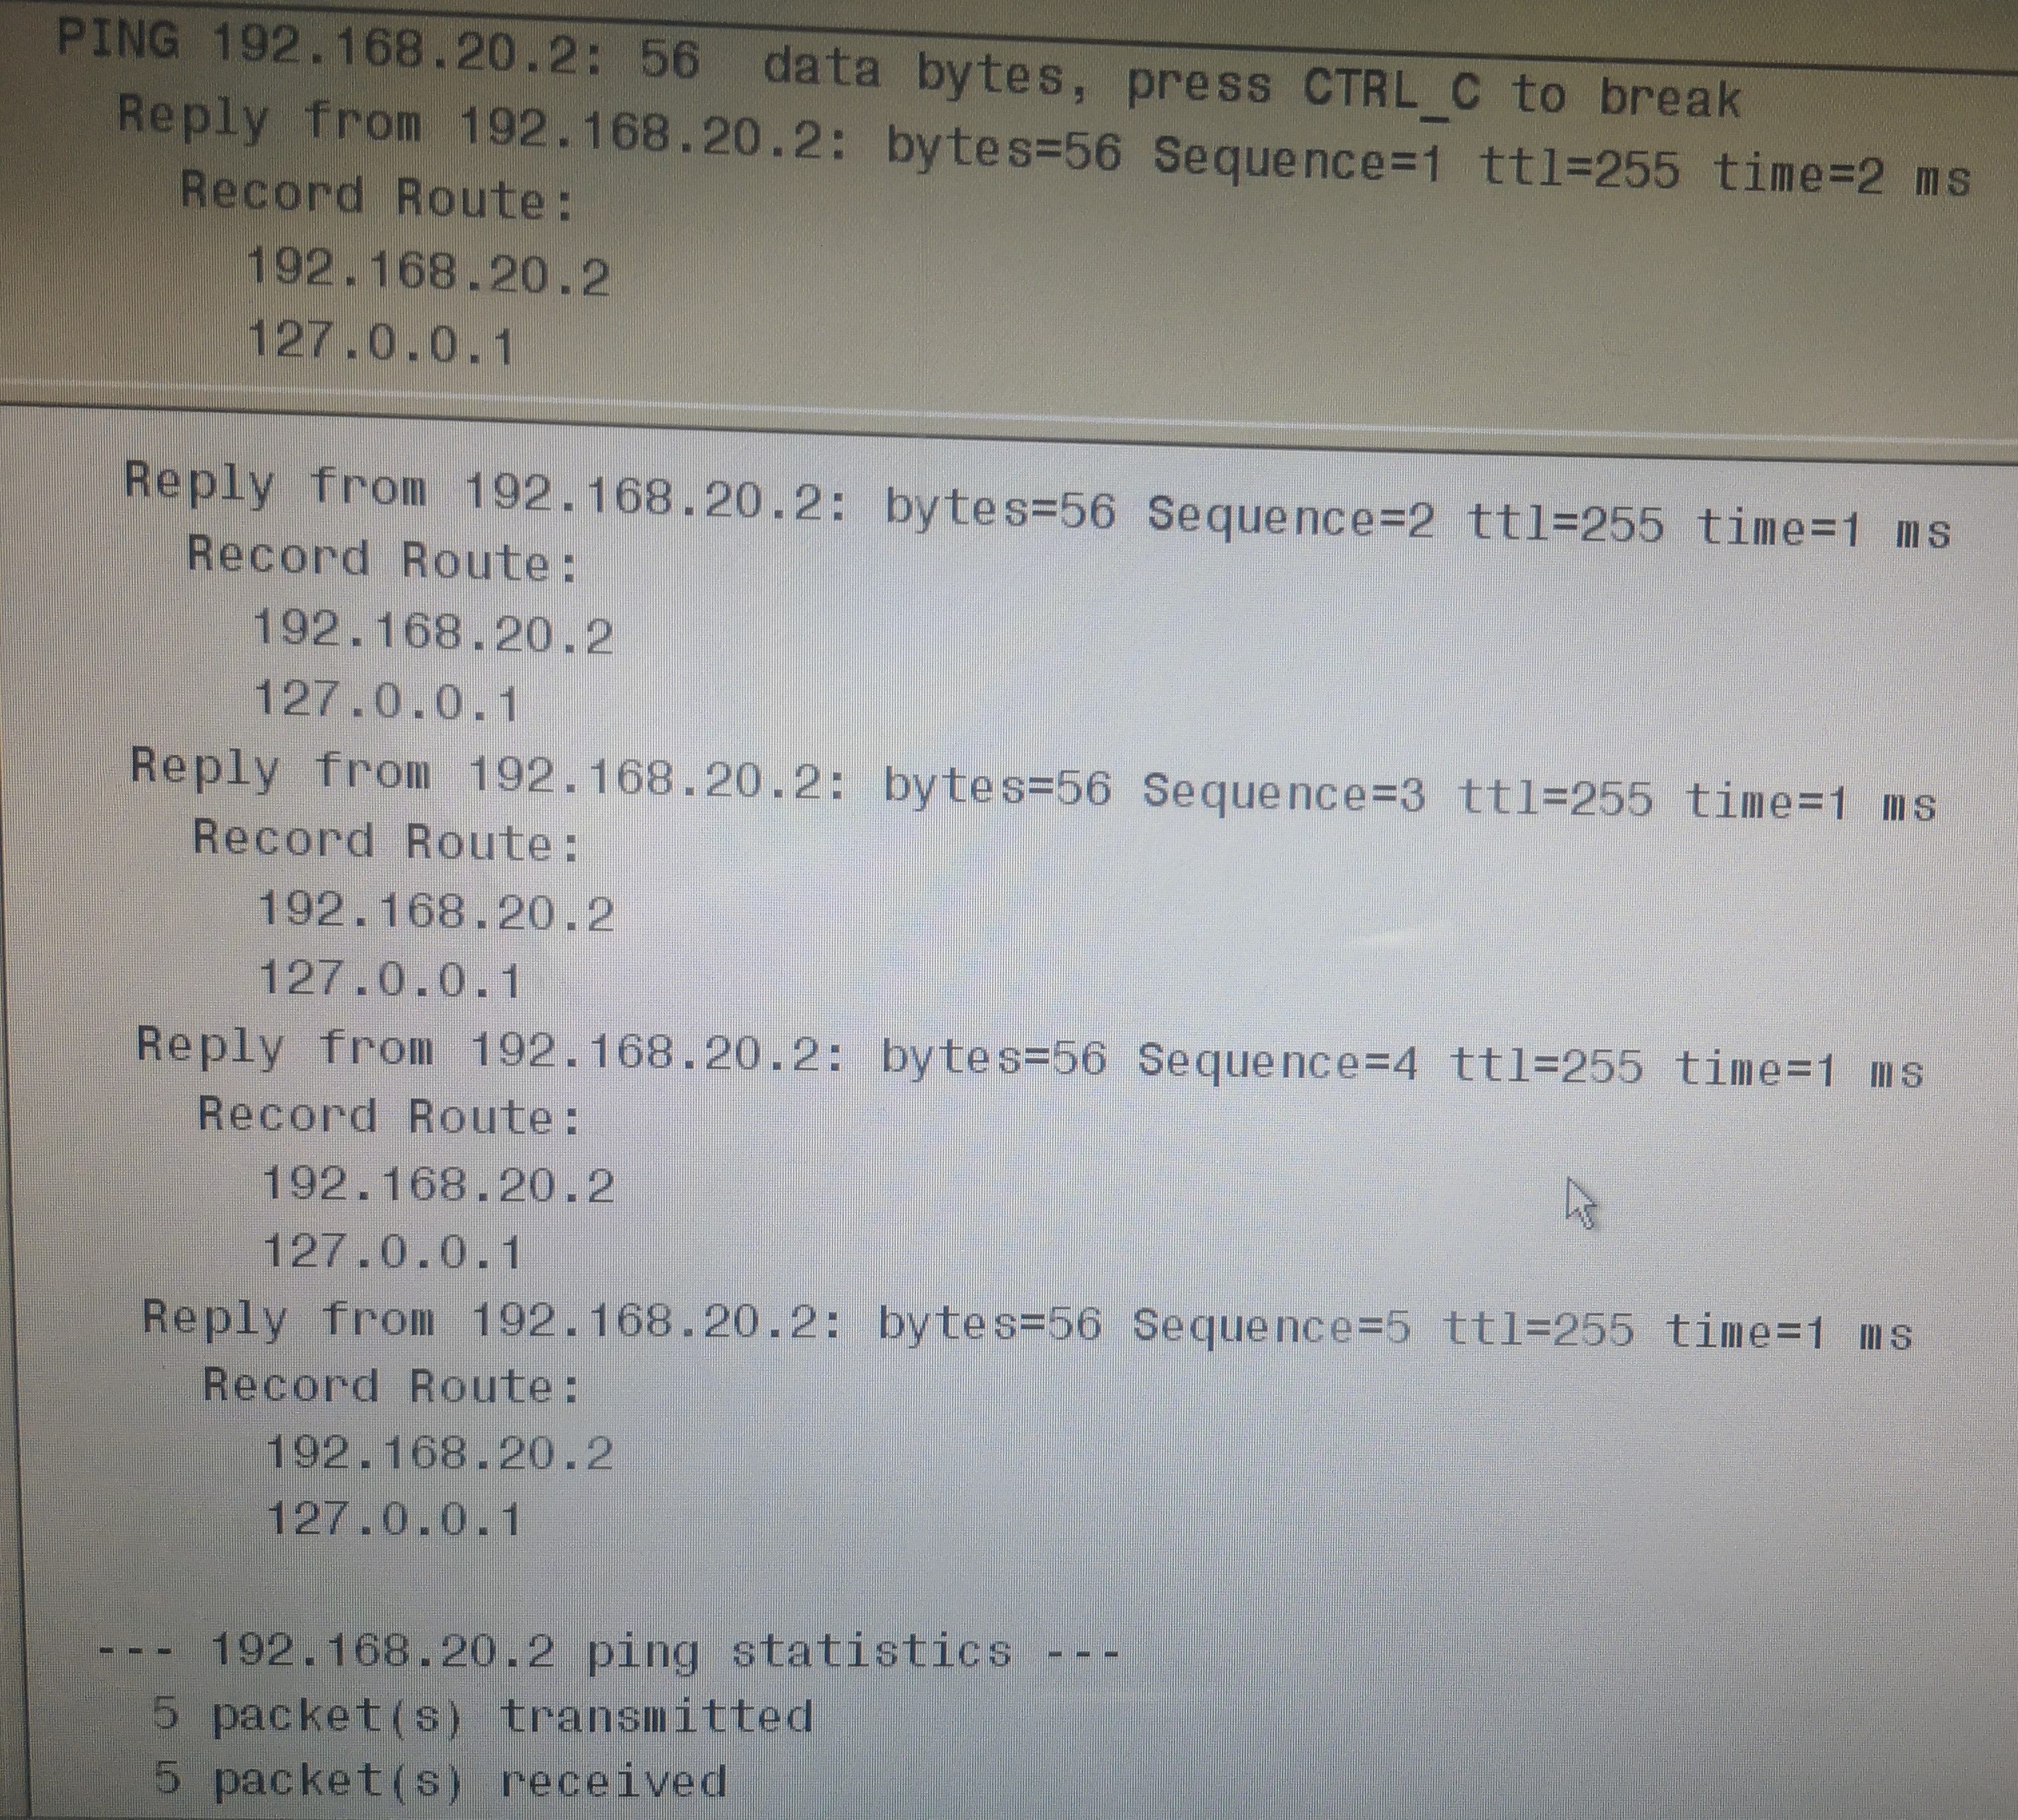 PING 192.168.20.2: 56  data bytes, press CTRL_C to break
Reply from 192.168.20.2: bytes=56 Sequence=1 ttl=255 time=2 ms
Record Route:
192.168.20.2
127.0.0.1
Reply from 192.168.20.2: bytes=56 Sequence=2 ttl=255 time=1 ms
Record Route:
192.168.20.2
127.0.0.1
Reply from 192.168.20.2: bytes=56 Sequence=3 ttl=255 time=1 ms
Record Route:
192.168.20.2
127.0.0.1
Reply from 192.168.20.2: bytes=56 Sequence=4 ttl=255 time=1 ms
Record Route:
192.168.20.2
127.0.0.1
Reply from 192.168.20.2: bytes=56 Sequence=5 ttl=255 time=1 ms
Record Route:
192.168.20.2
127.0.0.1
--- 192.168.20.2 ping statistics ---
5 packet(s) transmitted
5 packet(s) received